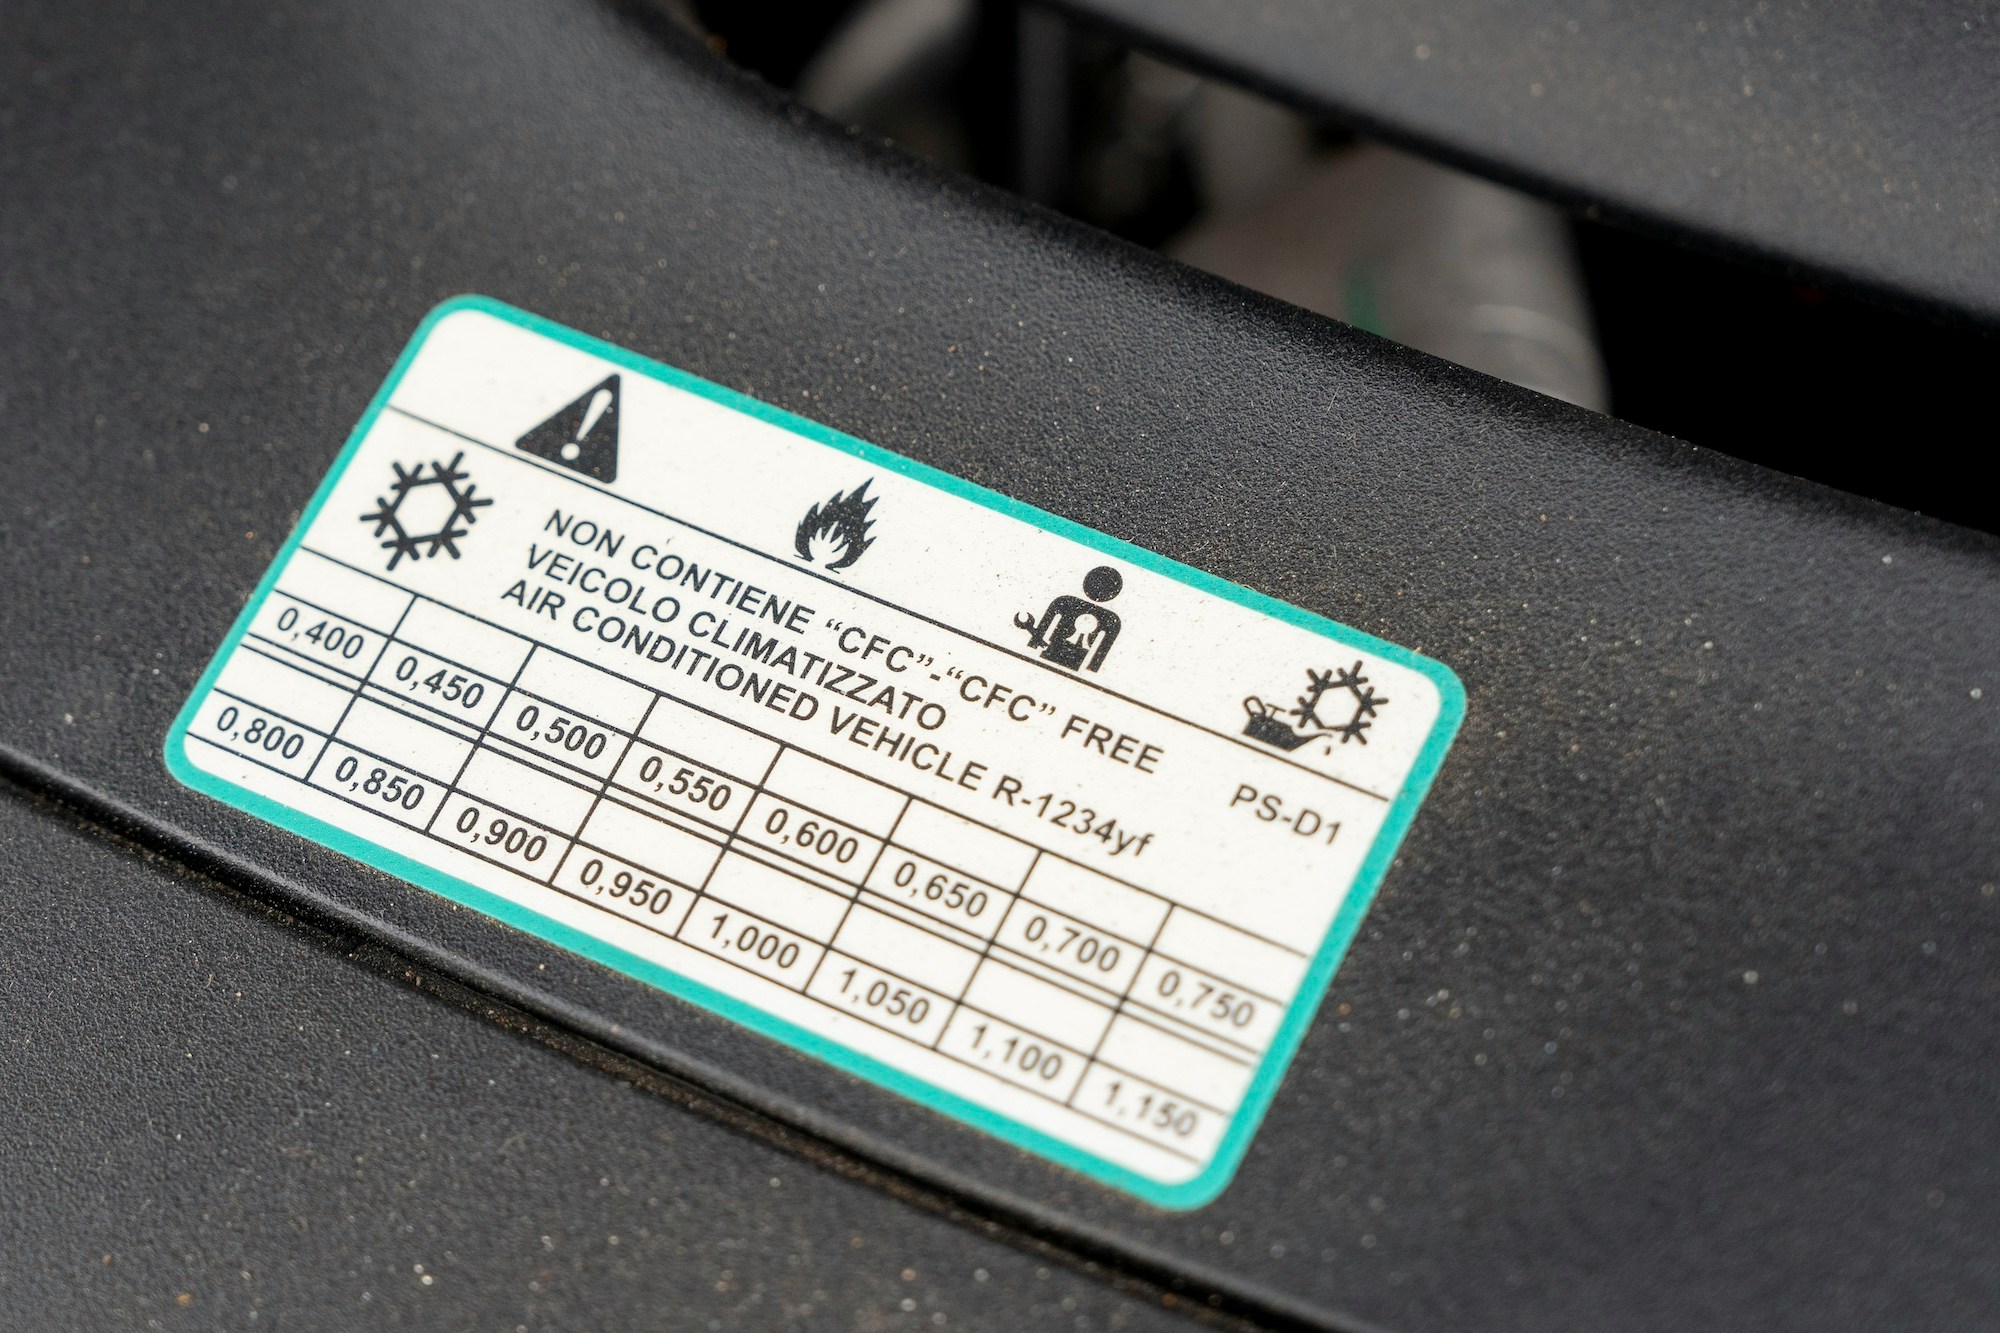 NON CONTIENE “CFC”-“CFC” FREE
VEICOLO CLIMATIZZATO PS-D1
AIR CONDITIONED VEHICLE R-1234yf
0,400 0,450 0,500 0,550 0,600 0,650 0,700 0,750
0,800 0,850 0,900 0,950 1,000 1,050 1,100 1,150